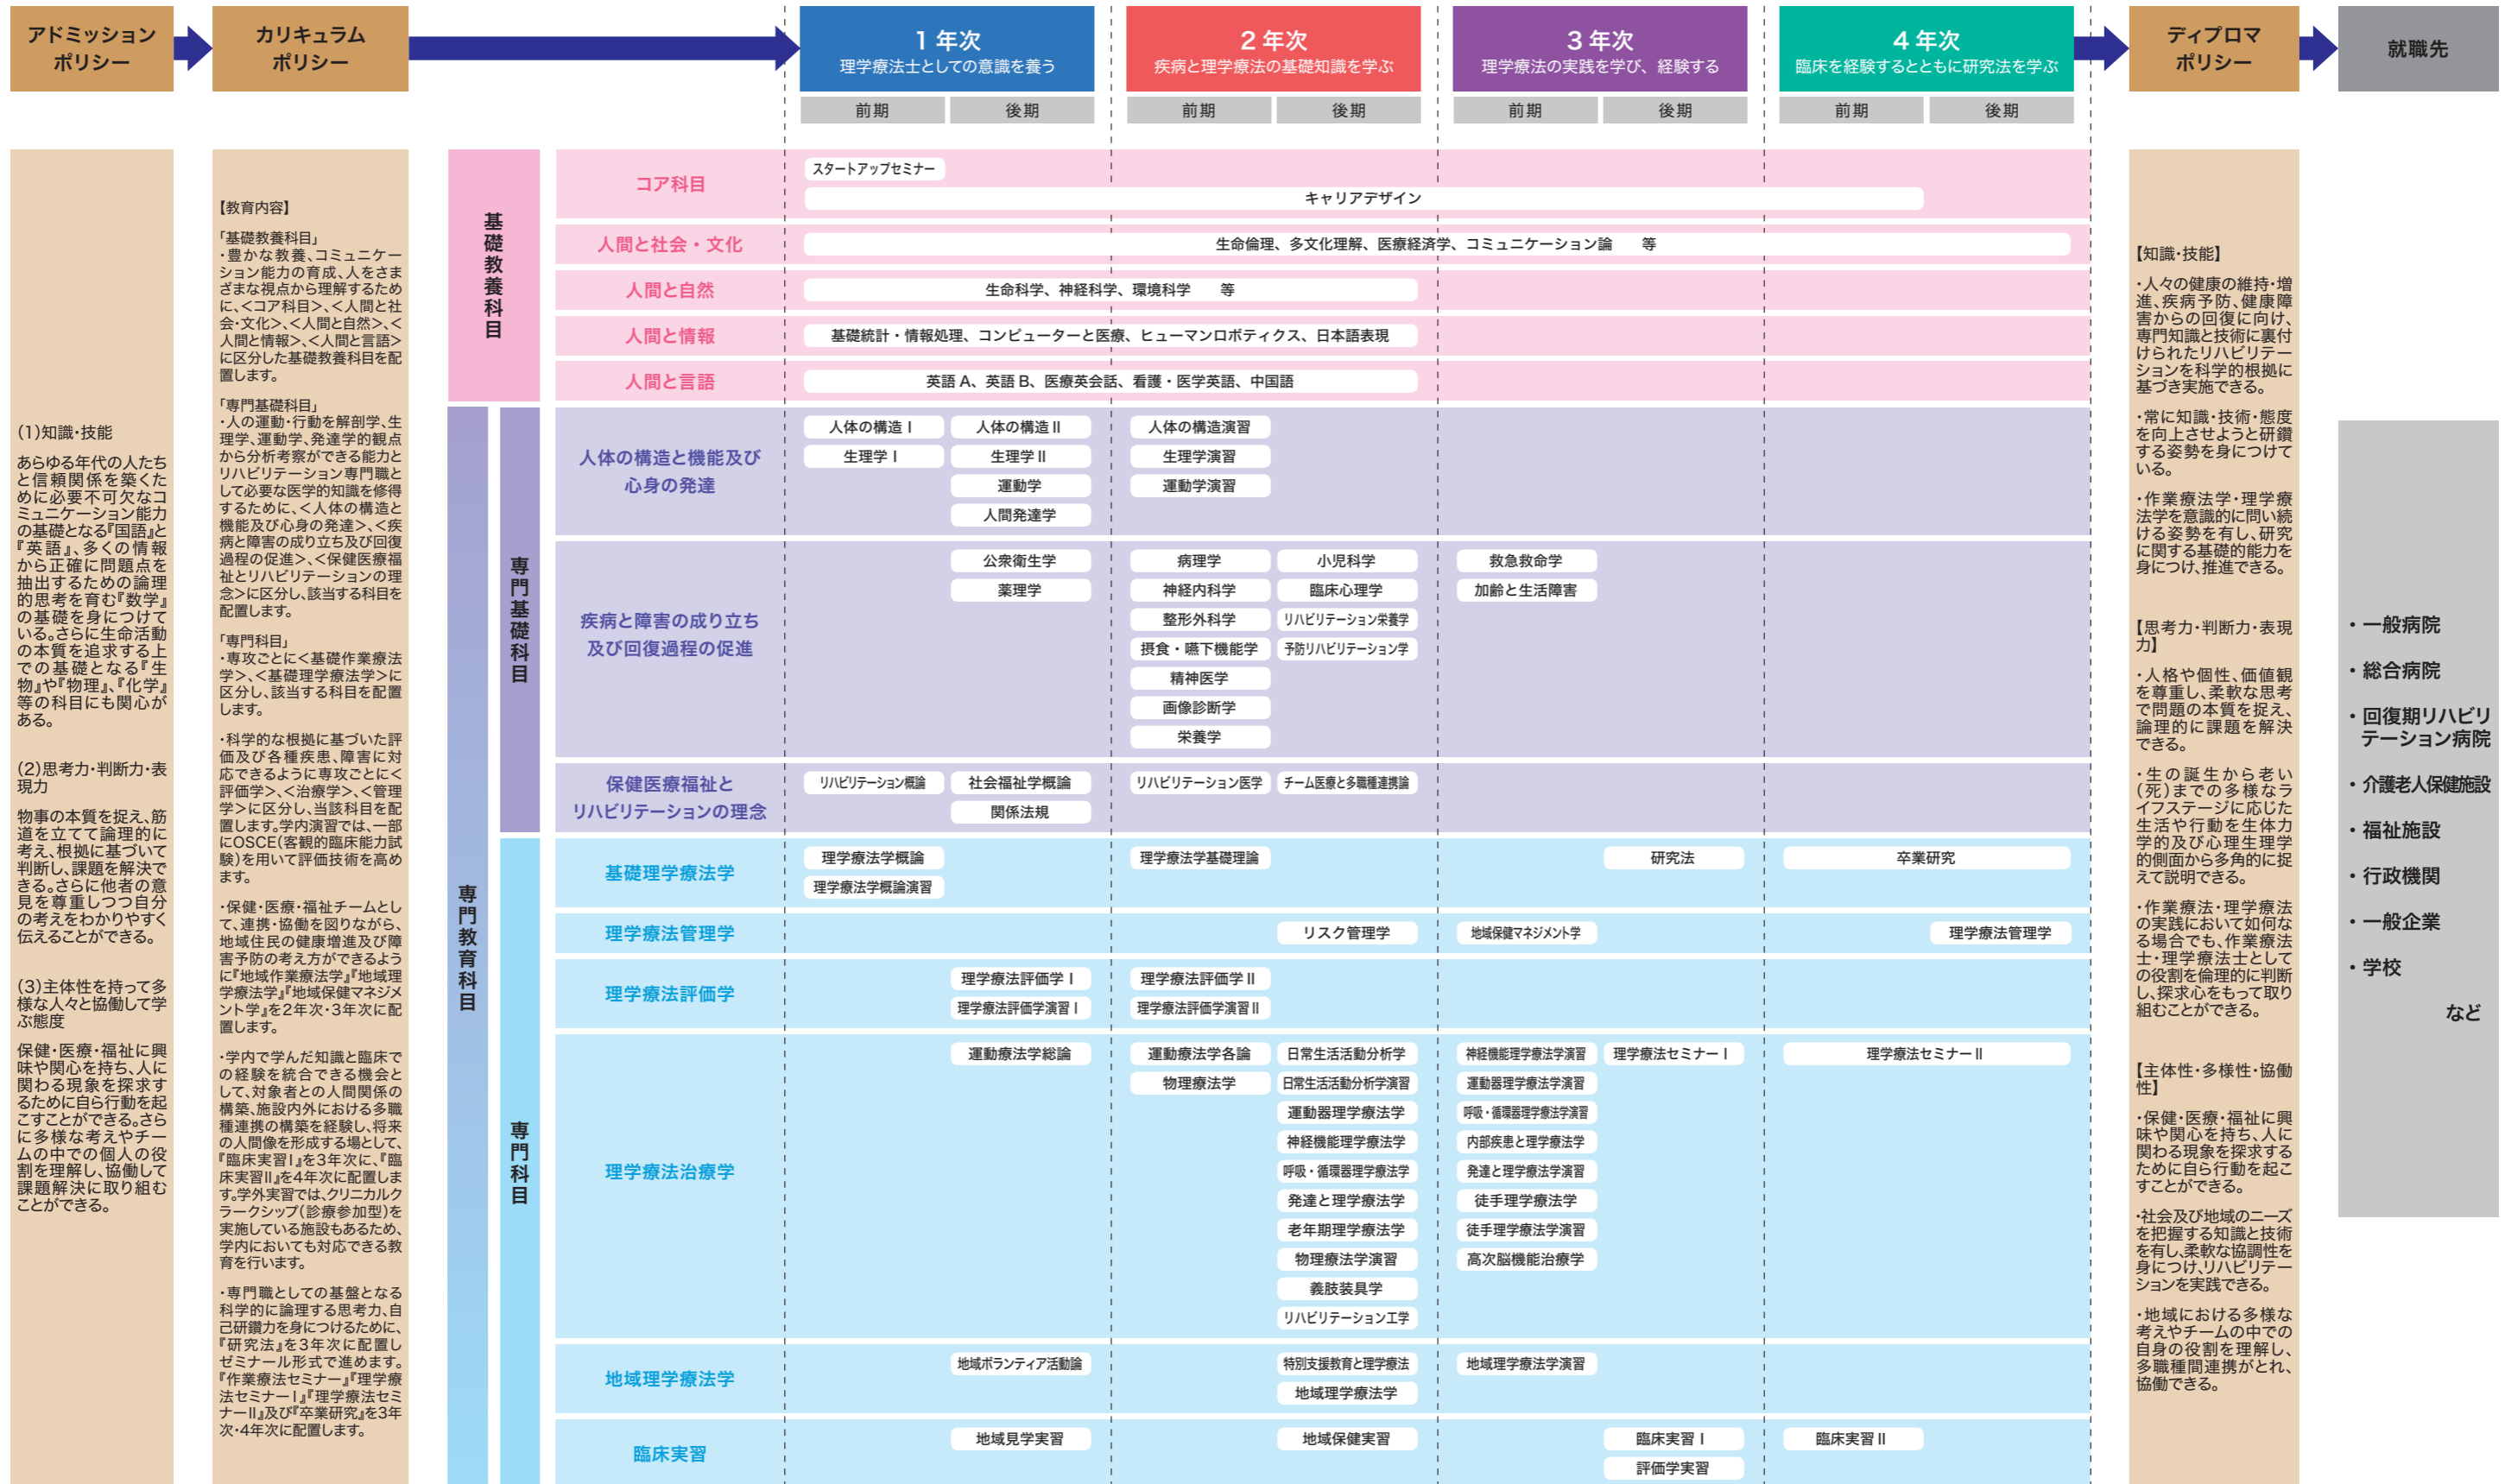 アドミッション
ポリシー
カリキュラム
ポリシー
1 年次
理学療法士としての意識を養う
2 年次
疾病と理学療法の基礎知識を学ぶ
3 年次
理学療法の実践を学び、経験する
4 年次
臨床を経験するとともに研究法を学ぶ
ディプロマ
ポリシー
就職先
前期
後期
前期
後期
前期
後期
前期
後期
(1)知識・技能
あらゆる年代の人たち
と信頼関係を築くた
めに必要不可欠なコ
ミュニケーション能力
の基礎となる『国語』と
『英語』、多くの情報
から正確に問題点を
抽出するための論理
的思考を育む『数学』
の基礎を身につけて
いる。さらに生命活動
の本質を追求する上
での基礎となる『生
物』や『物理』、『化学』
等の科目にも関心が
ある。
(2)思考力・判断力・表
現力
物事の本質を捉え、筋
道を立てて論理的に
考え、根拠に基づいて
判断し、課題を解決で
きる。さらに他者の意
見を尊重しつつ自分
の考えをわかりやすく
伝えることができる。
(3)主体性を持って多
様な人々と協働して学
ぶ態度
保健・医療・福祉に興
味や関心を持ち、人に
関わる現象を探求す
るために自ら行動を起
こすことができる。さら
に多様な考えやチー
ムの中での個人の役
割を理解し、協働して
課題解決に取り組む
ことができる。
【教育内容】
「基礎教養科目」
・豊かな教養、コミュニケー
ション能力の育成、人をさま
ざまな視点から理解するため
に、<コア科目>、<人間と社
会・文化>、<人間と自然>、<
人間と情報>、<人間と言語>
に区分した基礎教養科目を配
置します。
「専門基礎科目」
・人の運動・行動を解剖学、生
理学、運動学、発達学的観点
から分析考察ができる能力と
リハビリテーション専門職と
して必要な医学的知識を修得
するために、<人体の構造と
機能及び心身の発達>、<疾
病と障害の成り立ち及び回復
過程の促進>、<保健医療福
祉とリハビリテーションの理
念>に区分し、該当する科目を
配置します。
「専門科目」
・専攻ごとに<基礎作業療法
学>、<基礎理学療法学>に
区分し、該当する科目を配置
します。
・科学的な根拠に基づいた評
価及び各種疾患、障害に対
応できるように専攻ごとに<
評価学>、<治療学>、<管理
学>に区分し、当該科目を配
置します。学内演習では、一部
にOSCE(客観的臨床能力試
験)を用いて評価技術を高め
ます。
・保健・医療・福祉チームとし
て、連携・協働を図りながら、
地域住民の健康増進及び障
害予防の考え方ができるよう
に『地域作業療法学』『地域理
学療法学』『地域保健マネジメ
ント学』を2年次・3年次に配
置します。
・学内で学んだ知識と臨床で
の経験を統合できる機会と
して、対象者との人間関係の
構築、施設内外における多職
種連携の構築を経験し、将来
の人間像を形成する場として、
『臨床実習Ⅰ』を3年次に、『臨
床実習Ⅱ』を4年次に配置しま
す。学外実習では、クリニカルク
ラークシップ(診療参加型)を
実施している施設もあるため、
学内においても対応できる教
育を行います。
・専門職としての基盤となる
科学的に論理する思考力、自
己研鑽力を身につけるために、
『研究法』を3年次に配置し
ゼミナール形式で進めます。
『作業療法セミナー』『理学療
法セミナーⅠ』『理学療法セミ
ナーⅡ』及び『卒業研究』を3年
次・4年次に配置します。
基礎教養科目
専門教育科目
専門基礎科目
専門科目
コア科目
スタートアップセミナー
キャリアデザイン
人間と社会・文化
生命倫理、多文化理解、医療経済学、コミュニケーション論　等
人間と自然
生命科学、神経科学、環境科学　等
人間と情報
基礎統計・情報処理、コンピューターと医療、ヒューマンロボティクス、日本語表現
人間と言語
英語 A、英語 B、医療英会話、看護・医学英語、中国語
人体の構造と機能及び
心身の発達
人体の構造Ⅰ
人体の構造Ⅱ
人体の構造演習
生理学Ⅰ
生理学Ⅱ
生理学演習
運動学
運動学演習
人間発達学
疾病と障害の成り立ち
及び回復過程の促進
公衆衛生学
病理学
小児科学
救急救命学
薬理学
神経内科学
臨床心理学
加齢と生活障害
整形外科学
リハビリテーション栄養学
摂食・嚥下機能学
予防リハビリテーション学
精神医学
画像診断学
栄養学
保健医療福祉と
リハビリテーションの理念
リハビリテーション概論
社会福祉学概論
リハビリテーション医学
チーム医療と多職種連携論
関係法規
基礎理学療法学
理学療法学概論
理学療法学基礎理論
研究法
卒業研究
理学療法学概論演習
理学療法管理学
リスク管理学
地域保健マネジメント学
理学療法管理学
理学療法評価学
理学療法評価学Ⅰ
理学療法評価学Ⅱ
理学療法評価学演習Ⅰ
理学療法評価学演習Ⅱ
理学療法治療学
運動療法学総論
運動療法学各論
日常生活活動分析学
神経機能理学療法学演習
理学療法セミナーⅠ
理学療法セミナーⅡ
物理療法学
日常生活活動分析学演習
運動器理学療法学演習
運動器理学療法学
呼吸・循環器理学療法学演習
神経機能理学療法学
内部疾患と理学療法学
呼吸・循環器理学療法学
発達と理学療法学演習
発達と理学療法学
徒手理学療法学
老年期理学療法学
徒手理学療法学演習
物理療法学演習
高次脳機能治療学
義肢装具学
リハビリテーション工学
地域理学療法学
地域ボランティア活動論
特別支援教育と理学療法
地域理学療法学演習
地域理学療法学
臨床実習
地域見学実習
地域保健実習
臨床実習Ⅰ
臨床実習Ⅱ
評価学実習
【知識・技能】
・人々の健康の維持・増
進、疾病予防、健康障
害からの回復に向け、
専門知識と技術に裏付
けられたリハビリテー
ションを科学的根拠に
基づき実施できる。
・常に知識・技術・態度
を向上させようと研鑽
する姿勢を身につけて
いる。
・作業療法学・理学療
法学を意識的に問い続
ける姿勢を有し、研究
に関する基礎的能力を
身につけ、推進できる。
【思考力・判断力・表現
力】
・人格や個性、価値観
を尊重し、柔軟な思考
で問題の本質を捉え、
論理的に課題を解決
できる。
・生の誕生から老い
(死)までの多様なラ
イフステージに応じた
生活や行動を生体力
学的及び心理生理学
的側面から多角的に捉
えて説明できる。
・作業療法・理学療法
の実践において如何な
る場合でも、作業療法
士・理学療法士として
の役割を倫理的に判断
し、探求心をもって取り
組むことができる。
【主体性・多様性・協働
性】
・保健・医療・福祉に興
味や関心を持ち、人に
関わる現象を探求する
ために自ら行動を起こ
すことができる。
・社会及び地域のニーズ
を把握する知識と技術
を有し、柔軟な協調性を
身につけ、リハビリテー
ションを実践できる。
・地域における多様な
考えやチームの中での
自身の役割を理解し、
多職種間連携がとれ、
協働できる。
・一般病院
・総合病院
・回復期リハビリ
テーション病院
・介護老人保健施設
・福祉施設
・行政機関
・一般企業
・学校
など